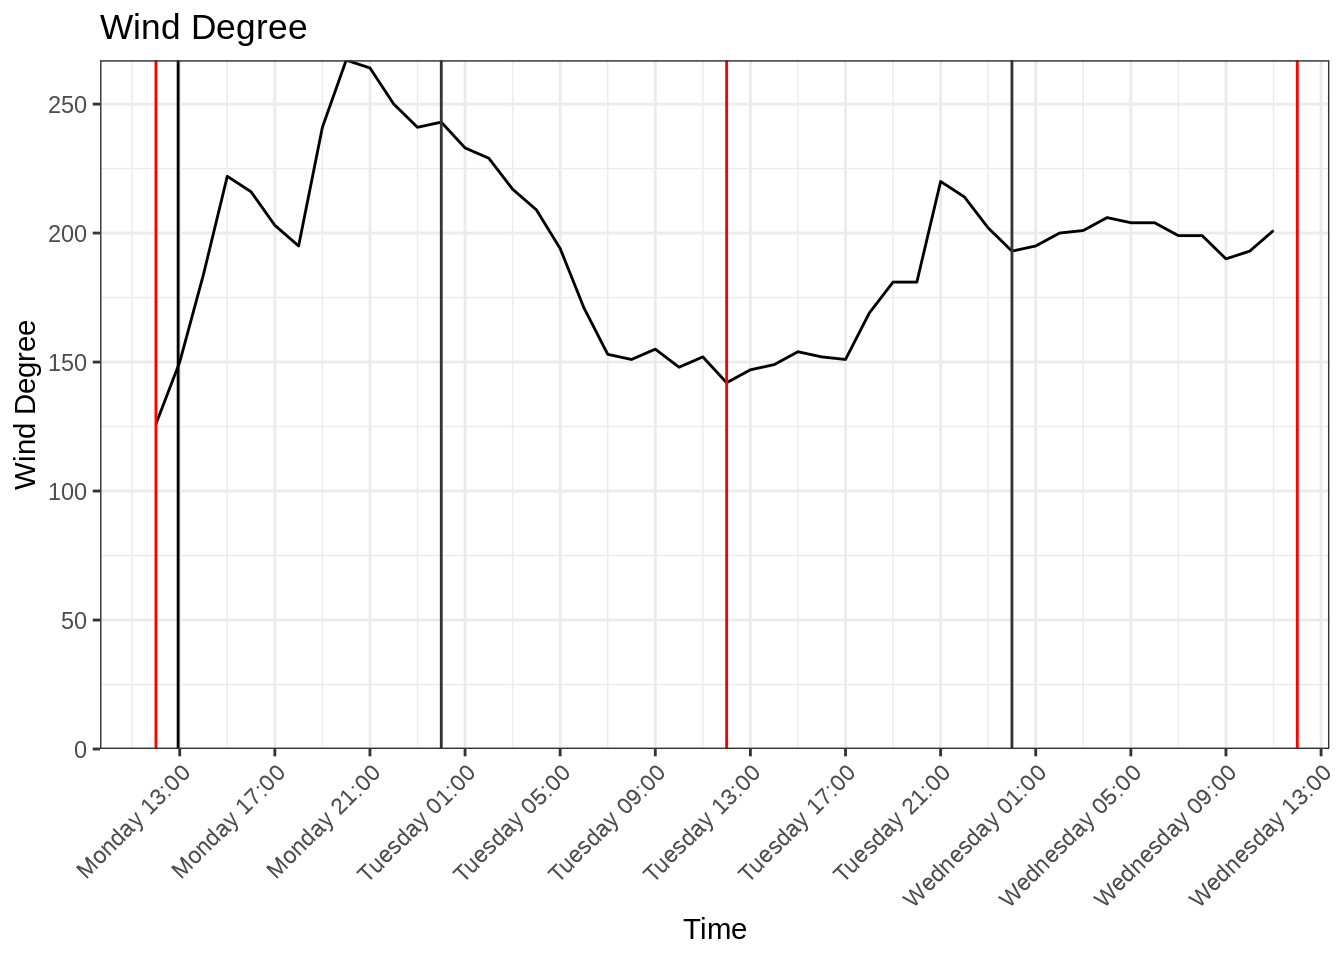 Wind Degree
Wind Degree
250
200
150
100
50
0
Monday 13:00
Monday 17:00
Monday 21:00
Tuesday 01:00
Tuesday 05:00
Tuesday 09:00
Tuesday 13:00
Tuesday 17:00
Tuesday 21:00
Wednesday 01:00
Wednesday 05:00
Wednesday 09:00
Wednesday 13:00
Time